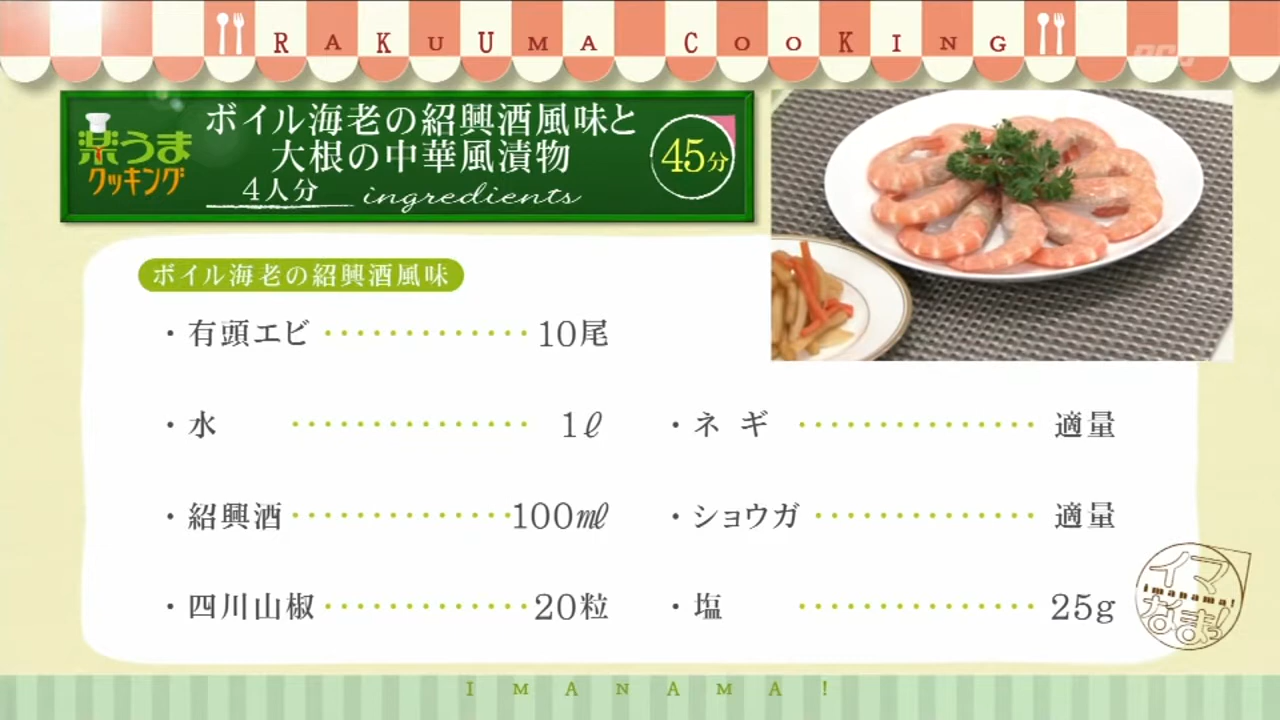 RAKUUMA COOKING
楽うま
クッキング
ボイル海老の紹興酒風味と
大根の中華風漬物
4人分 ingredients
45分
ボイル海老の紹興酒風味
・有頭エビ ‥‥‥‥‥‥‥ 10尾
・水 ‥‥‥‥‥‥‥ 1ℓ
・紹興酒 ‥‥‥‥‥‥‥ 100㎖
・四川山椒 ‥‥‥‥‥‥‥ 20粒
・ネギ ‥‥‥‥‥‥‥ 適量
・ショウガ ‥‥‥‥‥‥‥ 適量
・塩 ‥‥‥‥‥‥‥ 25g
イマ
imanama!
なまっ!
IMANAMA!